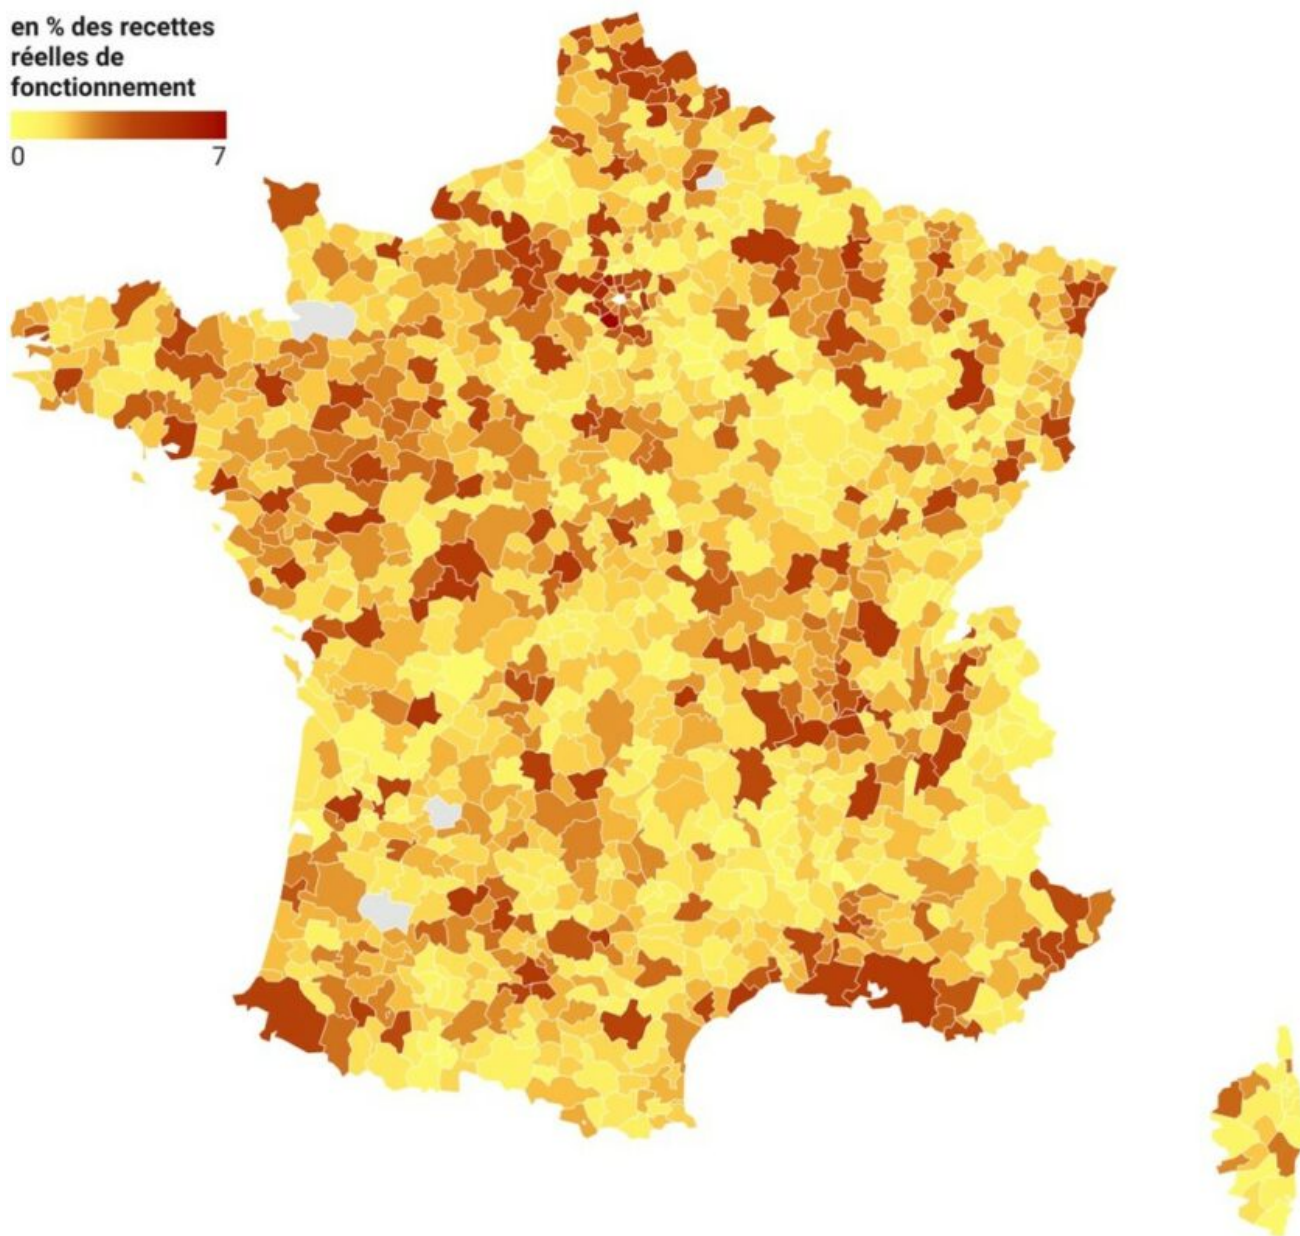 en % des recettes
réelles de
fonctionnement
0 7